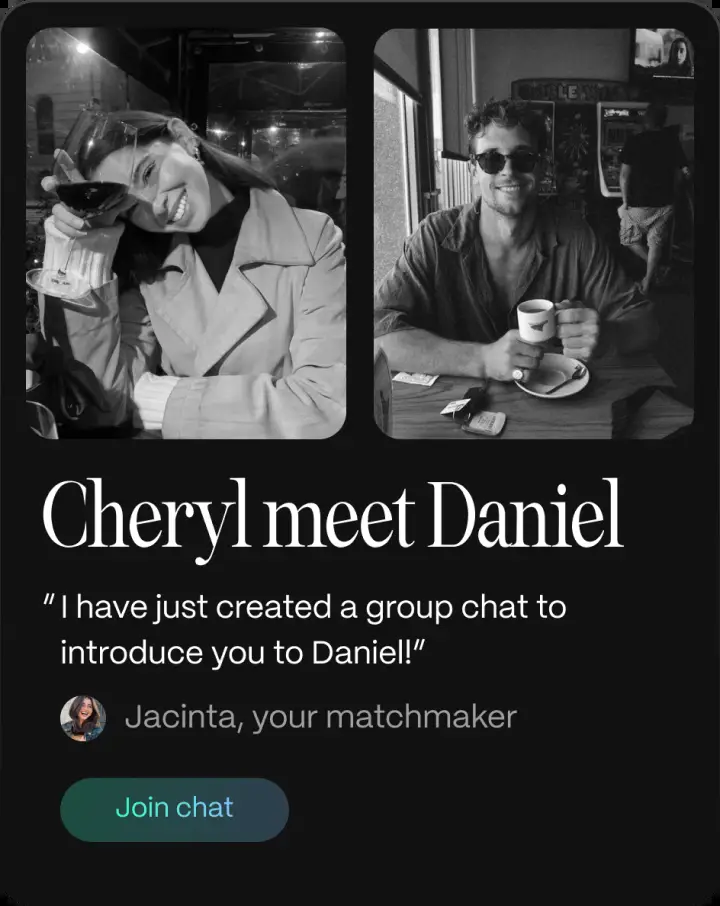 Cheryl meet Daniel
"I have just created a group chat to
introduce you to Daniel!"
Jacinta, your matchmaker
Join chat